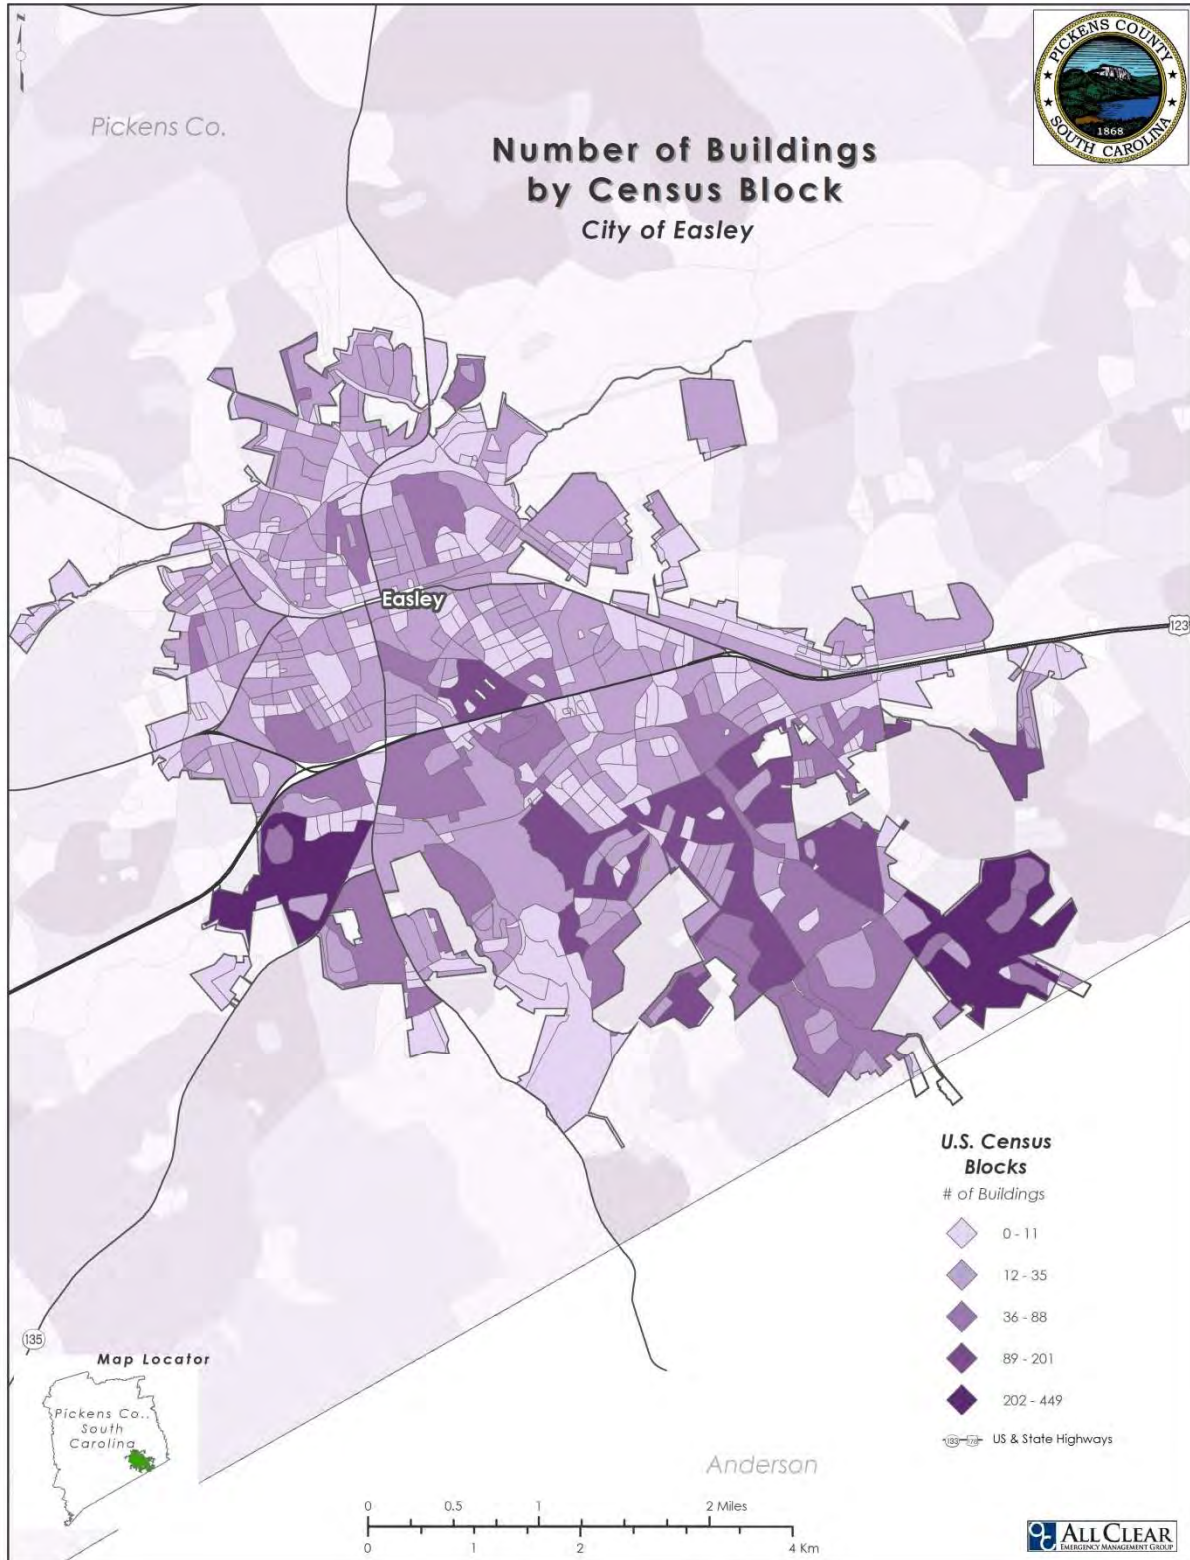 N
PICKENS COUNTY
1868
SOUTH CAROLINA
Pickens Co.
Number of Buildings
by Census Block
City of Easley
Easley
123
135
U.S. Census
Blocks
# of Buildings
0 - 11
12 - 35
36 - 88
89 - 201
202 - 449
US & State Highways
Map Locator
Pickens Co.,
South
Carolina
Anderson
0 0.5 1 2 Miles
0 1 2 4 Km
ALL CLEAR
EMERGENCY MANAGEMENT GROUP